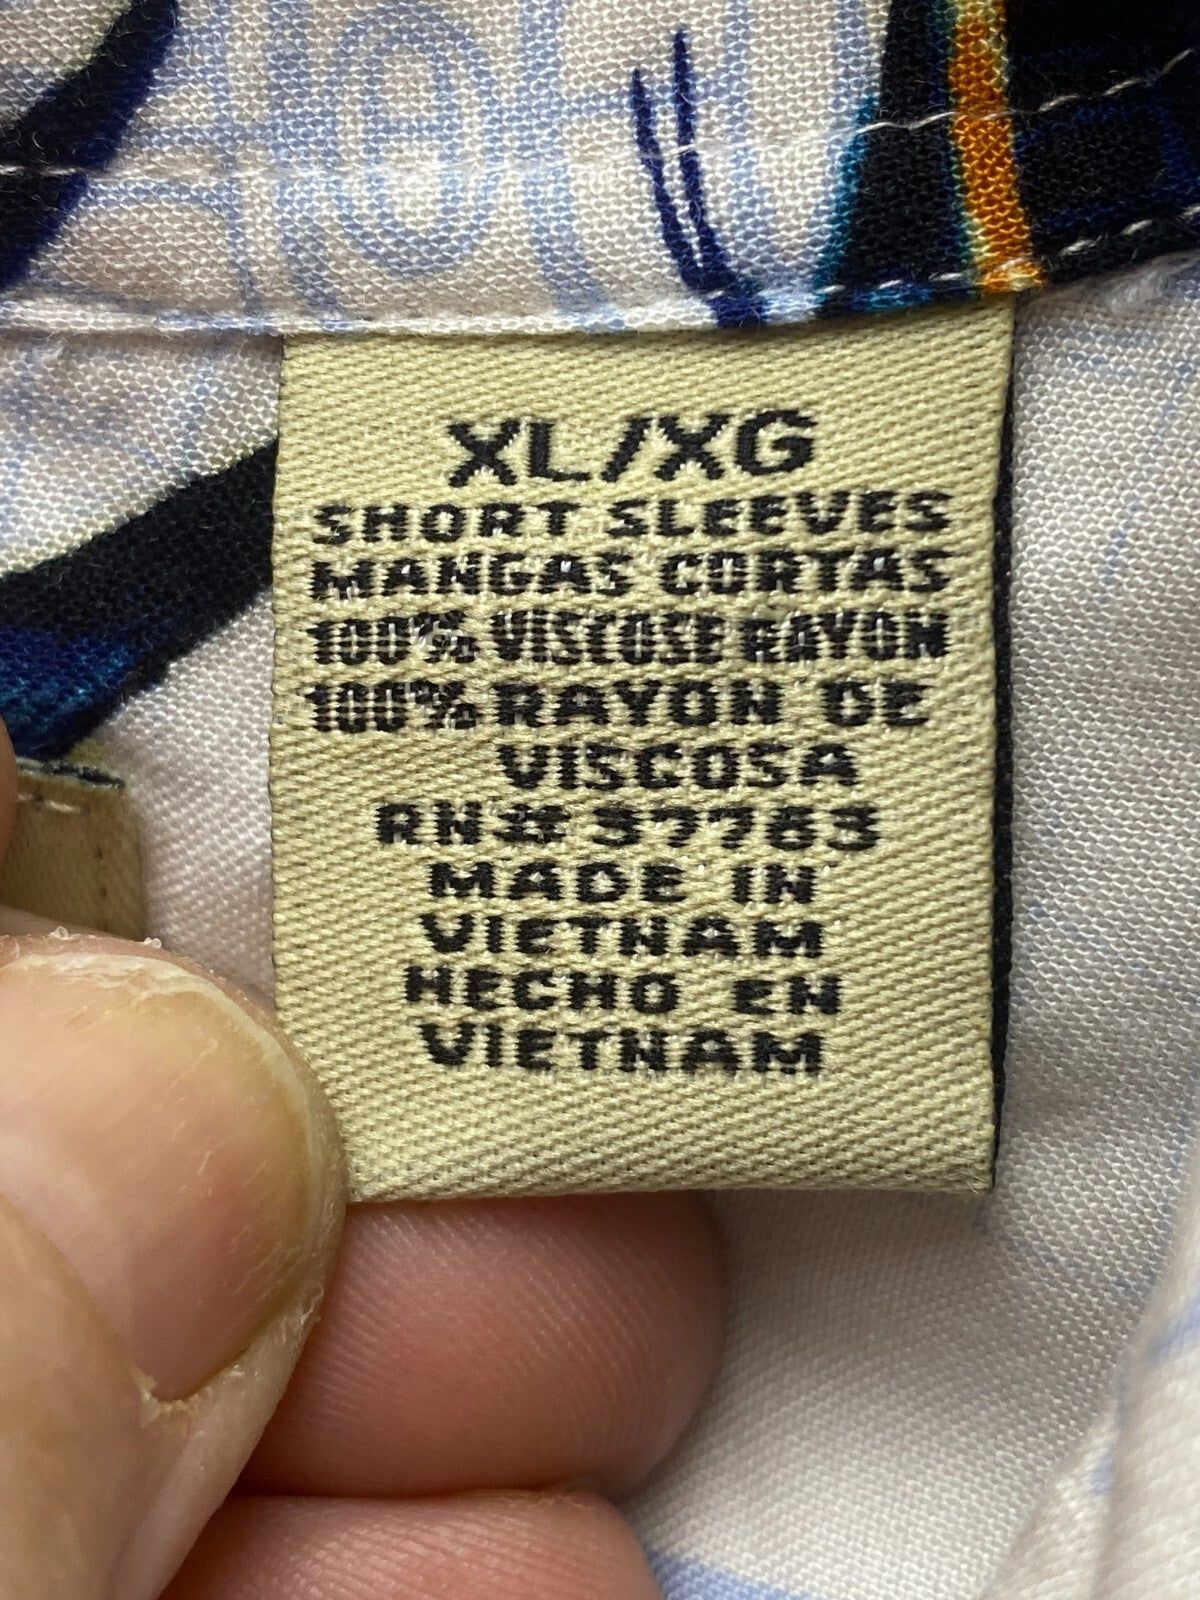 XL/XG
SHORT SLEEVES
MANGAS CORTAS
100% VISCOSE RAYON
100% RAYON DE
VISCOSA
RN# 37763
MADE IN
VIETNAM
HECHO EN
VIETNAM